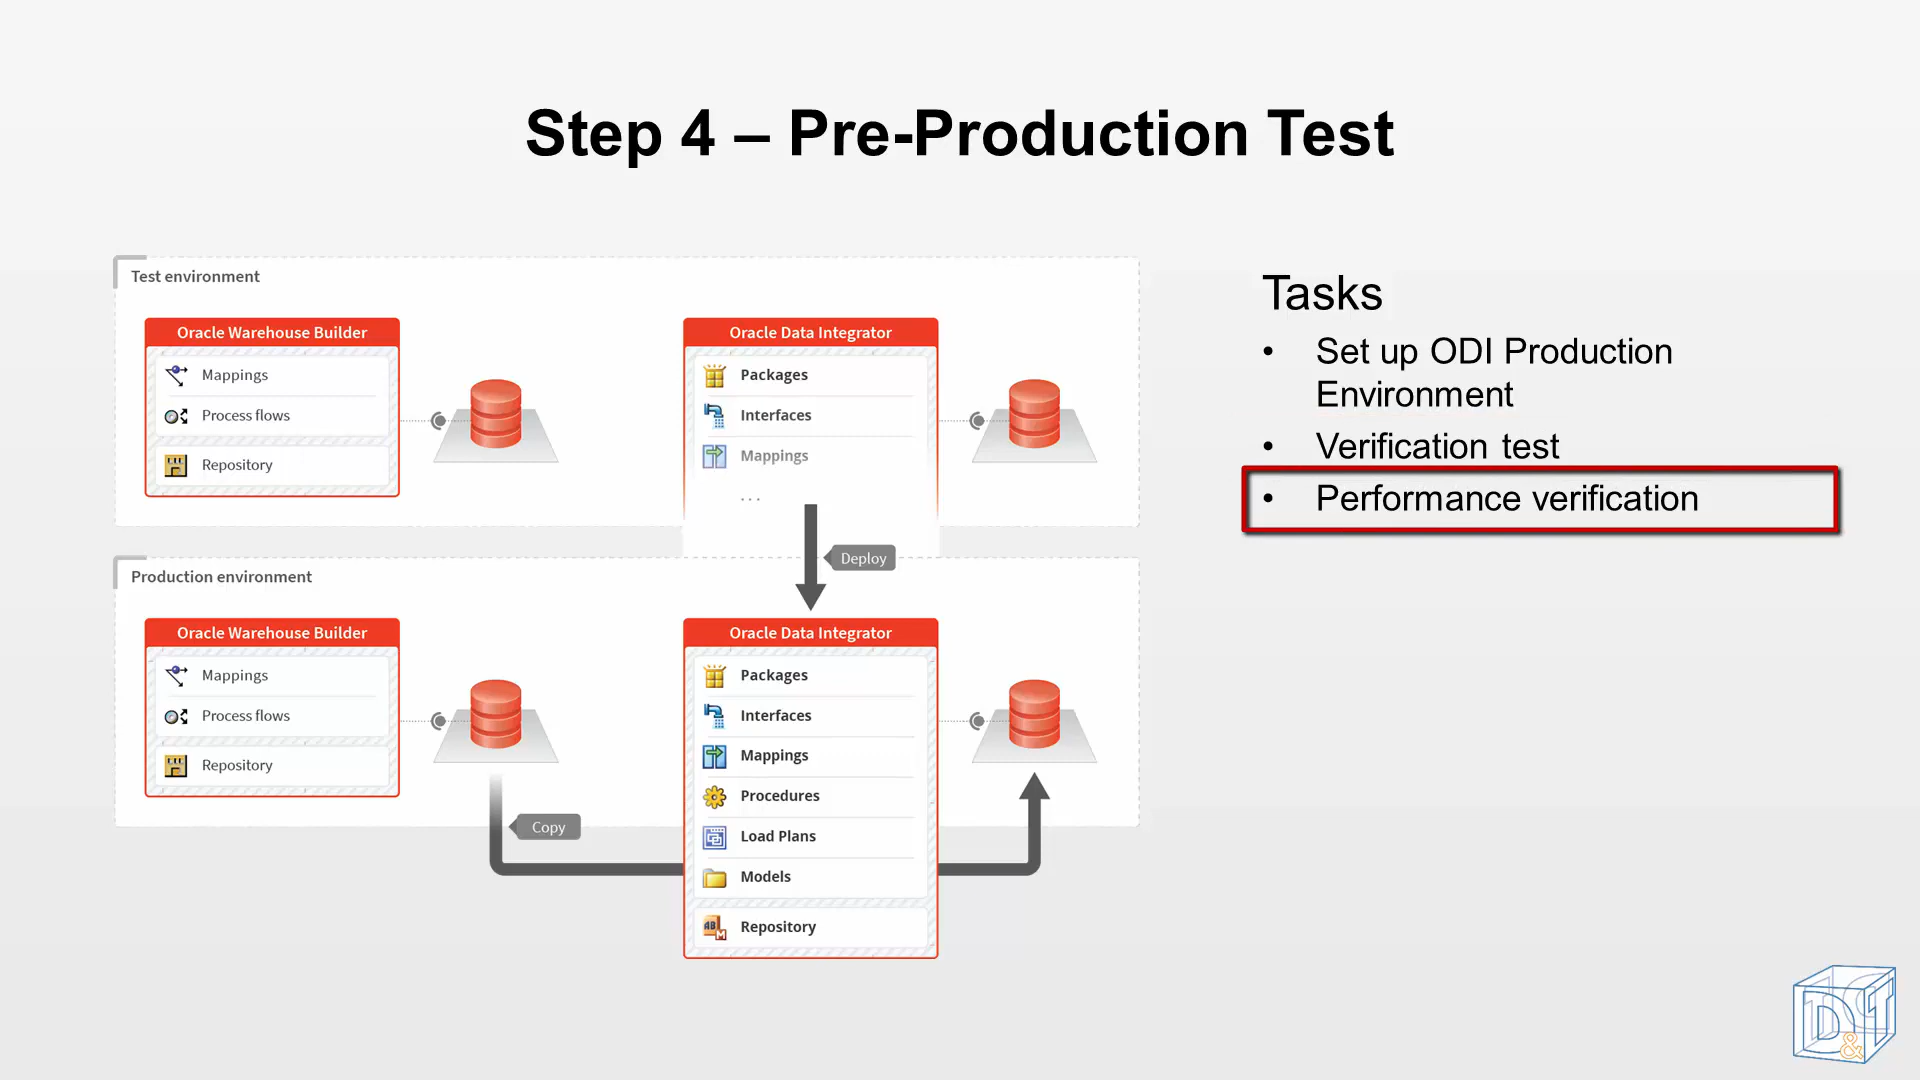 Step 4 – Pre-Production Test
Test environment
Oracle Warehouse Builder
Mappings
Process flows
Repository
Oracle Data Integrator
Packages
Interfaces
Mappings
...
Deploy
Production environment
Oracle Warehouse Builder
Mappings
Process flows
Repository
Copy
Oracle Data Integrator
Packages
Interfaces
Mappings
Procedures
Load Plans
Models
Repository
Tasks
• Set up ODI Production
Environment
• Verification test
• Performance verification
D&T